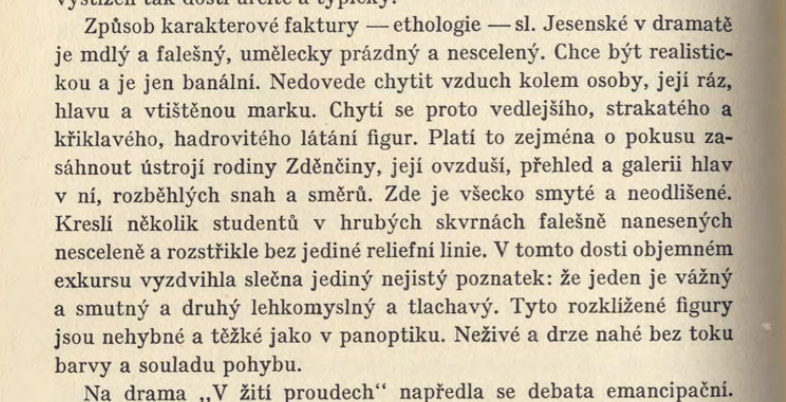 vystižen tak dosti určitě a typicky.
Způsob karakterové faktury — ethologie — sl. Jesenské v dramatě
je mdlý a falešný, umělecky prázdný a nescelený. Chce být realistic-
kou a je jen banální. Nedovede chytit vzduch kolem osoby, její ráz,
hlavu a vtištěnou marku. Chytí se proto vedlejšího, strakatého a
křiklavého, hadrovitého látání figur. Platí to zejména o pokusu za-
sáhnout ústrojí rodiny Zděnčiny, její ovzduší, přehled a galerii hlav
v ní, rozběhlých snah a směrů. Zde je všecko smyté a neodlišené.
Kreslí několik studentů v hrubých skvrnách falešně nanesených
nesceleně a rozstřikle bez jediné reliefní linie. V tomto dosti objemném
exkursu vyzdvihla slečna jediný nejistý poznatek: že jeden je vážný
a smutný a druhý lehkomyslný a tlachavý. Tyto rozklížené figury
jsou nehybné a těžké jako v panoptiku. Neživé a drze nahé bez toku
barvy a souladu pohybu.
Na drama „V žití proudech“ napředla se debata emancipační.